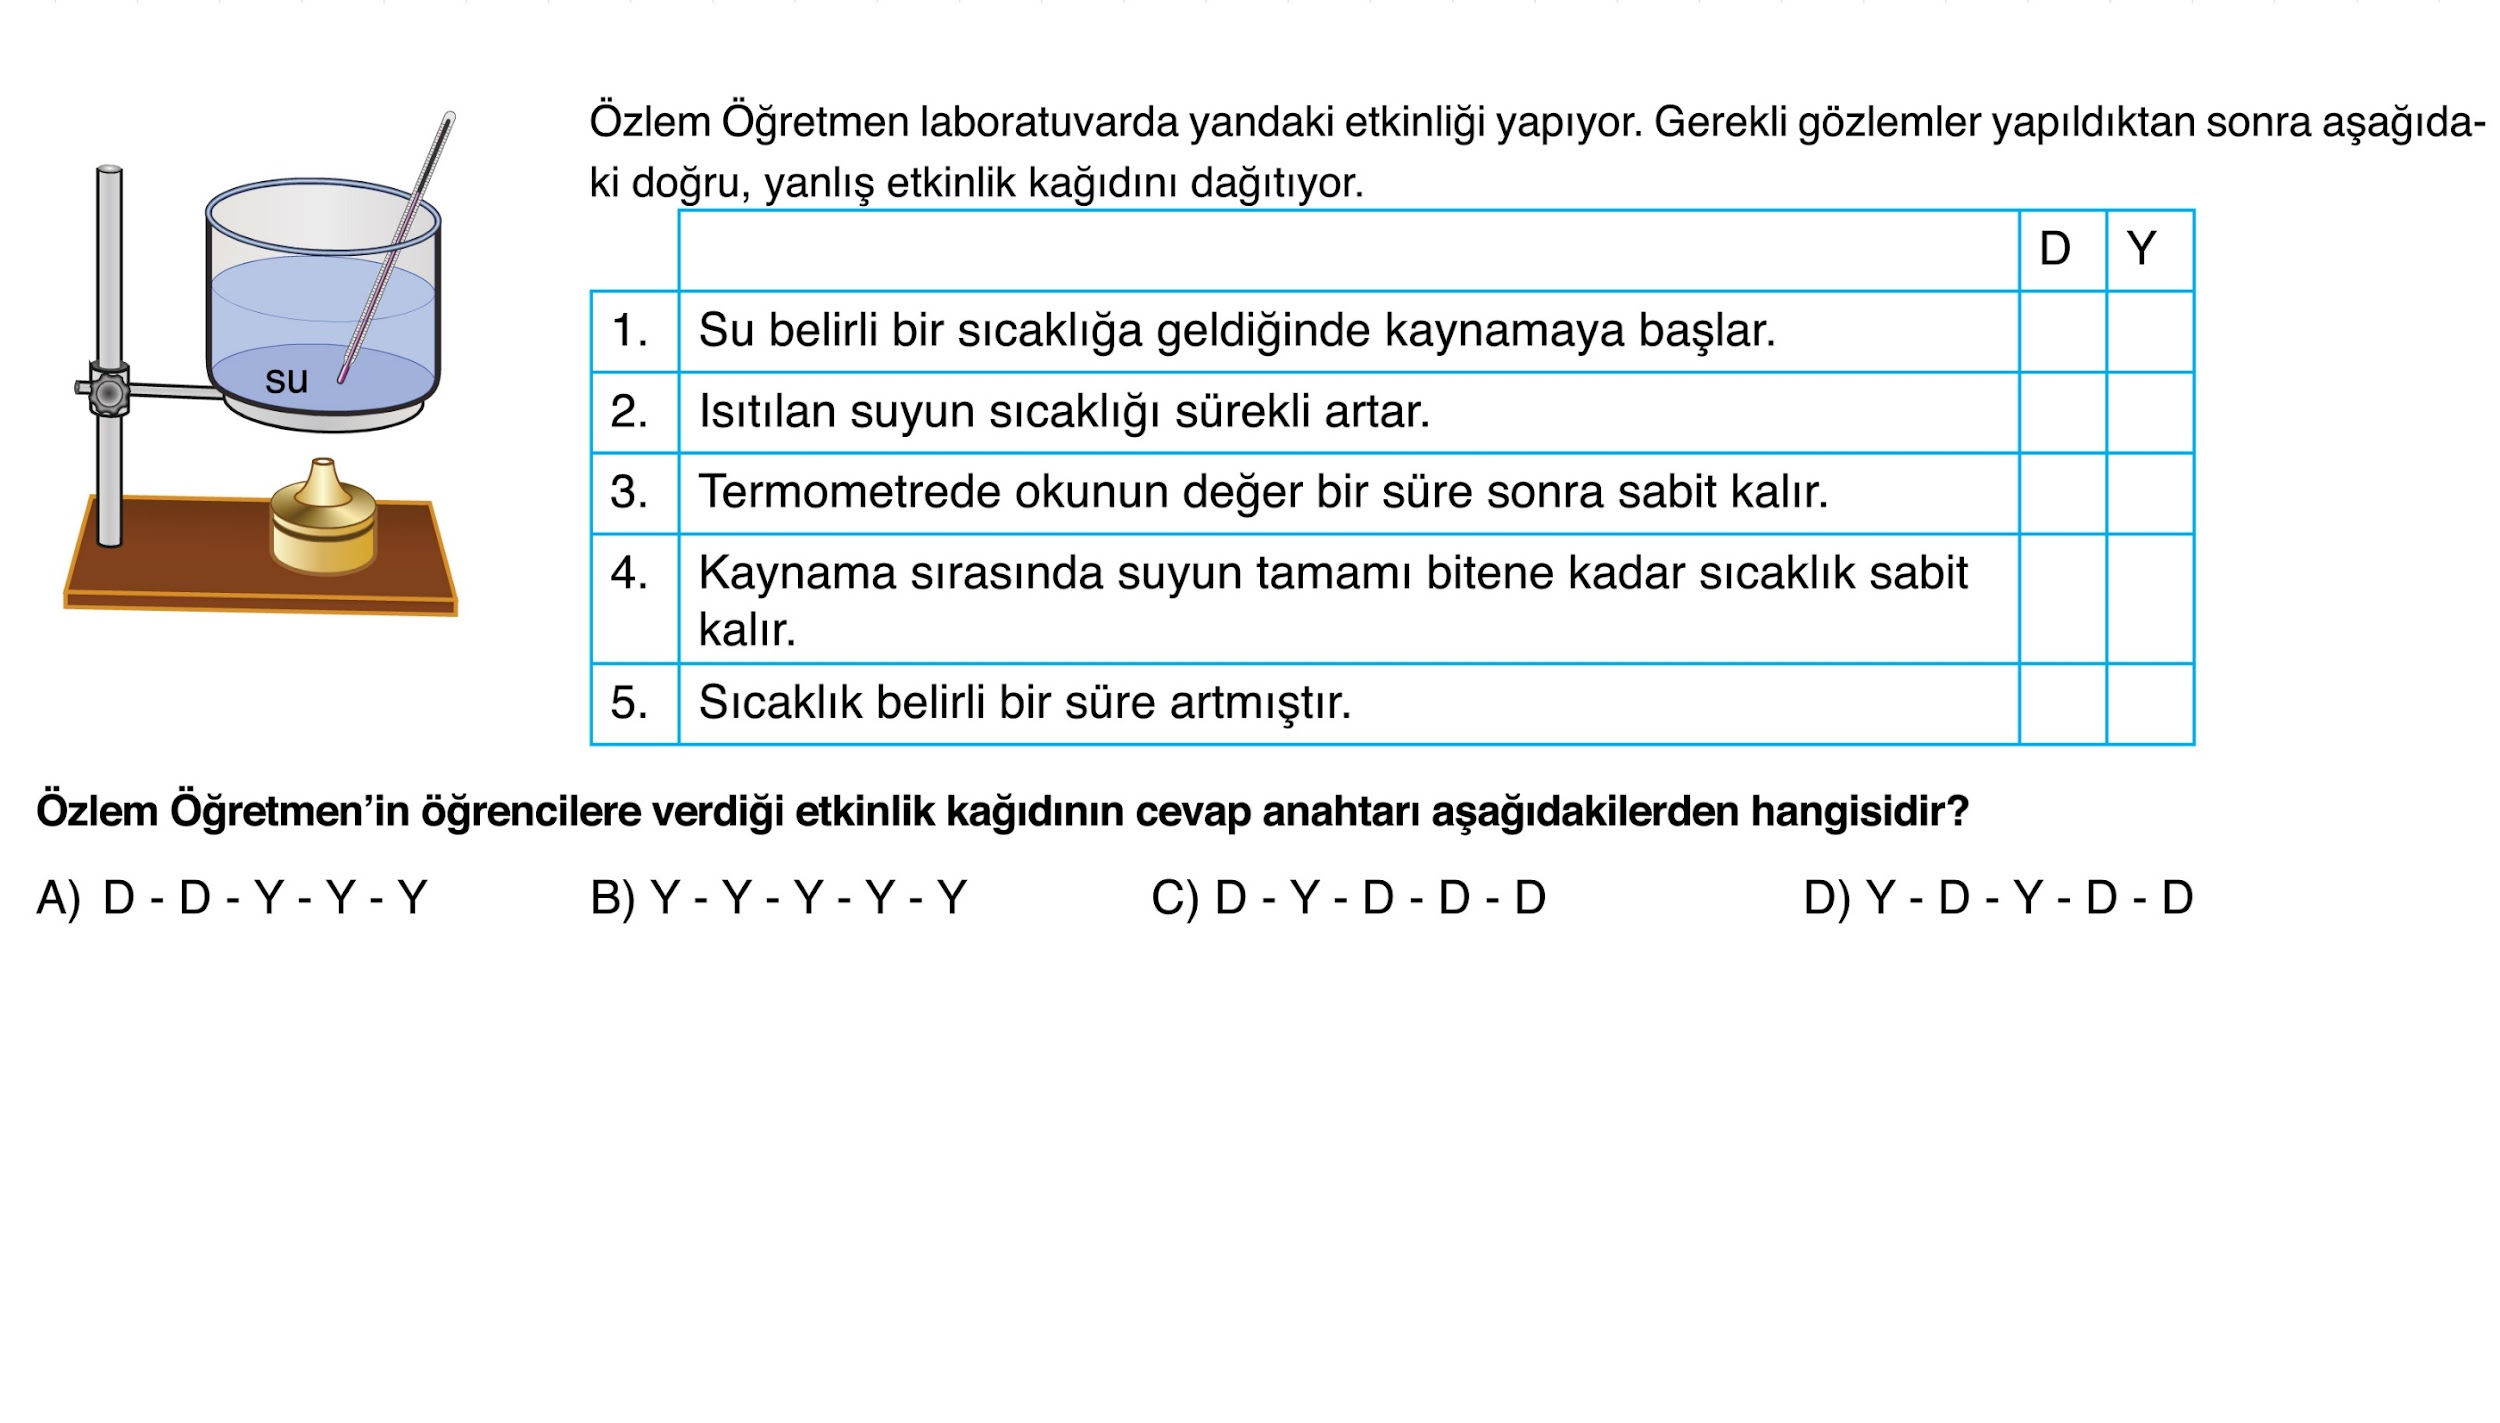 Özlem Öğretmen laboratuvarda yandaki etkinliği yapıyor. Gerekli gözlemler yapıldıktan sonra aşağıda-
ki doğru, yanlış etkinlik kağıdını dağıtıyor.
D Y
1. Su belirli bir sıcaklığa geldiğinde kaynamaya başlar.
2. Isıtılan suyun sıcaklığı sürekli artar.
3. Termometrede okunun değer bir süre sonra sabit kalır.
4. Kaynama sırasında suyun tamamı bitene kadar sıcaklık sabit
kalır.
5. Sıcaklık belirli bir süre artmıştır.
su
Özlem Öğretmen’in öğrencilere verdiği etkinlik kağıdının cevap anahtarı aşağıdakilerden hangisidir?
A) D - D - Y - Y - Y B) Y - Y - Y - Y - Y C) D - Y - D - D - D D) Y - D - Y - D - D